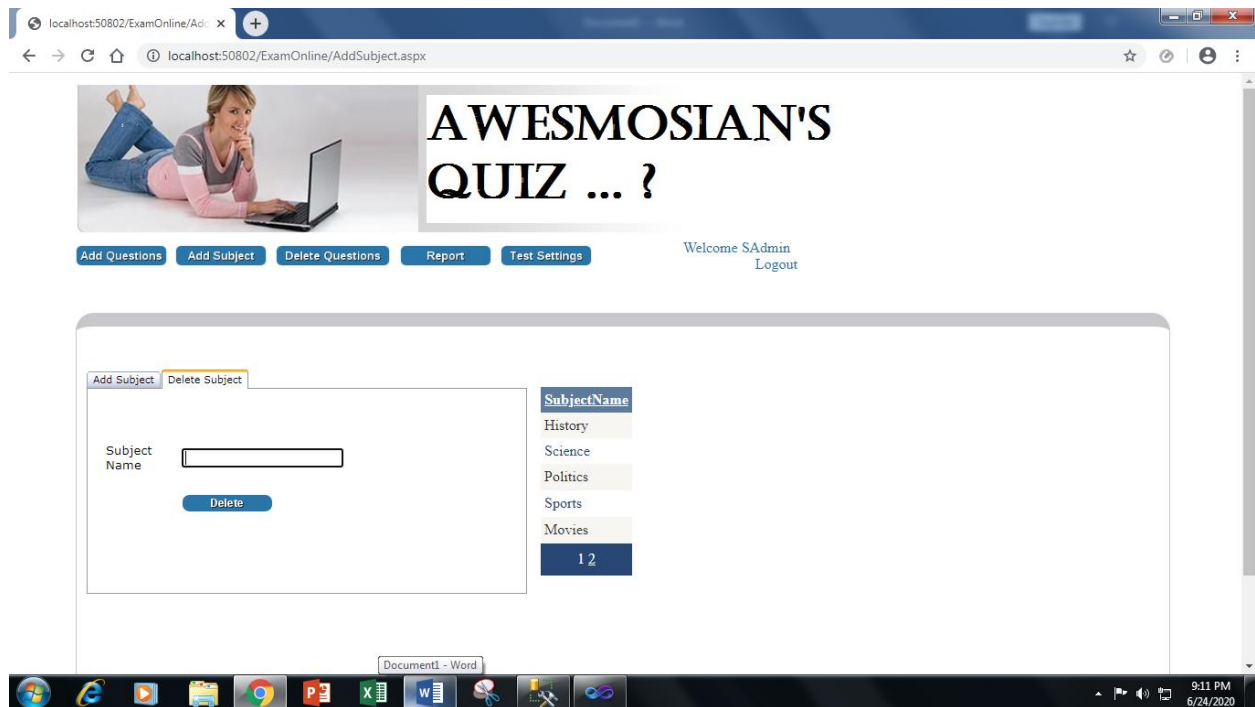 localhost:50802/ExamOnline/Ad
localhost:50802/ExamOnline/AddSubject.aspx
AWESMOSIAN'S
QUIZ ... ?
Add Questions Add Subject Delete Questions Report Test Settings
Welcome SAdmin
Logout
Add Subject Delete Subject
Subject
Name
Delete
SubjectName
History
Science
Politics
Sports
Movies
1 2
Document1 - Word
9:11 PM
6/24/2020